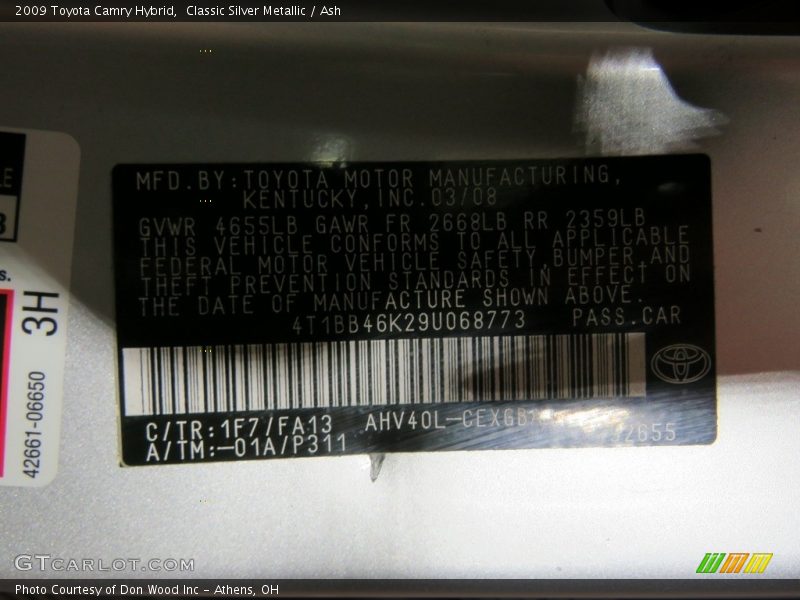 2009 Toyota Camry Hybrid, Classic Silver Metallic / Ash
MFD.BY:TOYOTA MOTOR MANUFACTURING,
KENTUCKY,INC.03/08
GVWR 4655LB GAWR FR 2668LB RR 2359LB
THIS VEHICLE CONFORMS TO ALL APPLICABLE
FEDERAL MOTOR VEHICLE SAFETY,BUMPER,AND
THEFT PREVENTION STANDARDS IN EFFECT ON
THE DATE OF MANUFACTURE SHOWN ABOVE.
4T1BB46K29U068773 PASS.CAR
C/TR:1F7/FA13 AHV40L-CEXGB
A/TM:-01A/P311 2655
3H
42661-06650
GTCARLOT.COM
Photo Courtesy of Don Wood Inc - Athens, OH